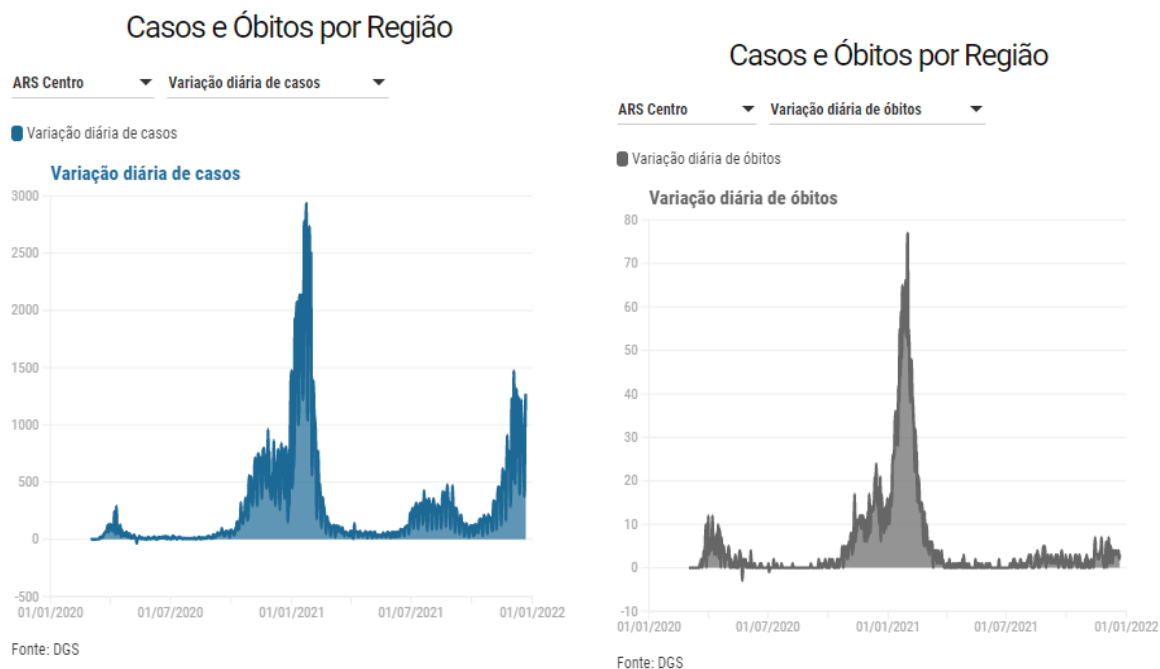 Casos e Óbitos por Região
ARS Centro Variação diária de casos
Variação diária de casos
Variação diária de casos
3000
2500
2000
1500
1000
500
0
-500
01/01/2020 01/07/2020 01/01/2021 01/07/2021 01/01/2022
Fonte: DGS
Casos e Óbitos por Região
ARS Centro Variação diária de óbitos
Variação diária de óbitos
Variação diária de óbitos
80
70
60
50
40
30
20
10
0
-10
01/01/2020 01/07/2020 01/01/2021 01/07/2021 01/01/2022
Fonte: DGS